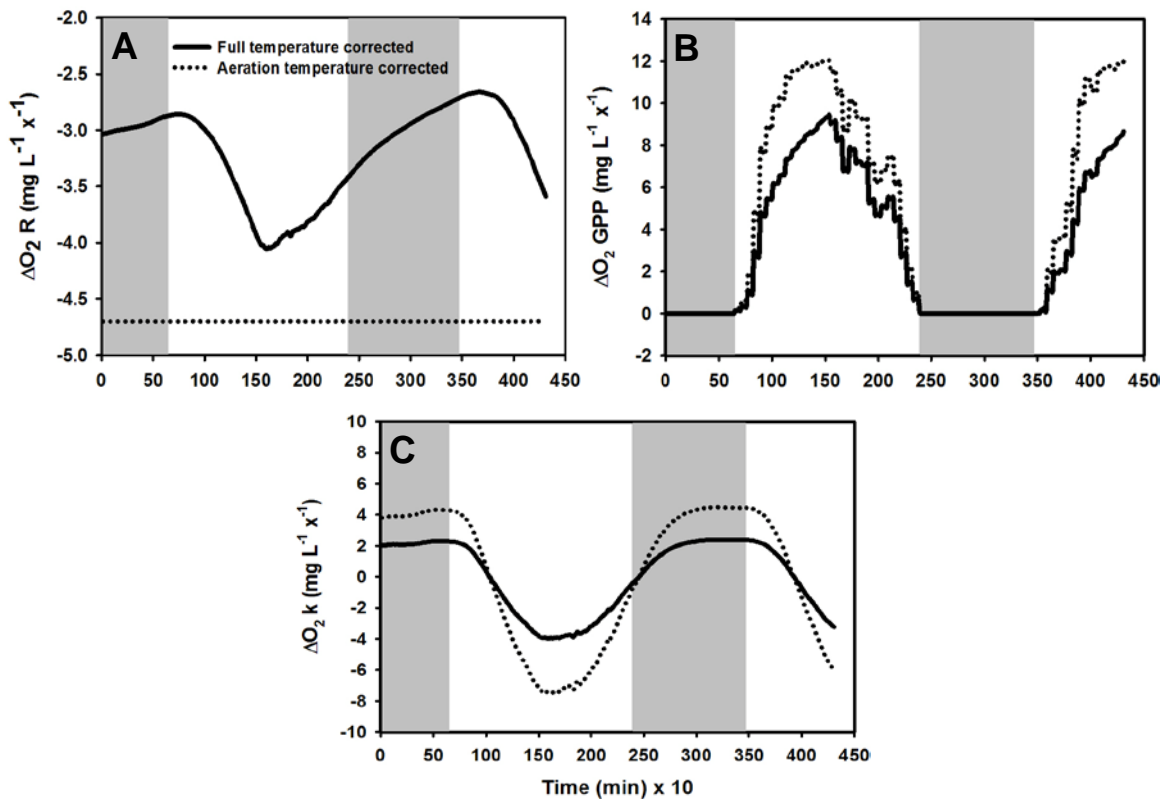 A
Full temperature corrected
Aeration temperature corrected
ΔO₂ R (mg L⁻¹ x⁻¹)
-2.0
-2.5
-3.0
-3.5
-4.0
-4.5
-5.0
0 50 100 150 200 250 300 350 400 450
B
ΔO₂ GPP (mg L⁻¹ x⁻¹)
14
12
10
8
6
4
2
0
-2
0 50 100 150 200 250 300 350 400 450
C
ΔO₂ k (mg L⁻¹ x⁻¹)
10
8
6
4
2
0
-2
-4
-6
-8
-10
0 50 100 150 200 250 300 350 400 450
Time (min) x 10